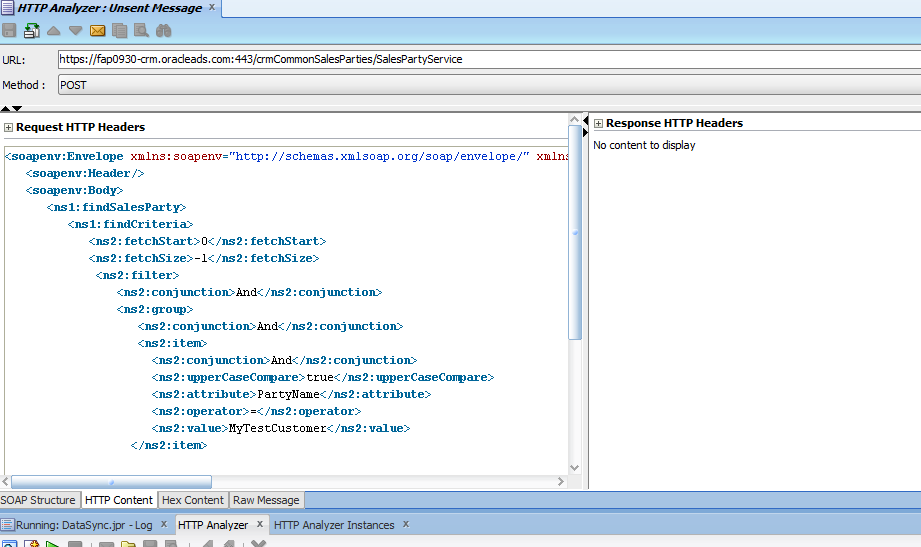 HTTP Analyzer : Unsent Message x
URL: https://fap0930-crm.oracleads.com:443/crmCommonSalesParties/SalesPartyService
Method : POST
Request HTTP Headers
<soapenv:Envelope xmlns:soapenv="http://schemas.xmlsoap.org/soap/envelope/" xmlns
<soapenv:Header/>
<soapenv:Body>
<ns1:findSalesParty>
<ns1:findCriteria>
<ns2:fetchStart>0</ns2:fetchStart>
<ns2:fetchSize>-1</ns2:fetchSize>
<ns2:filter>
<ns2:conjunction>And</ns2:conjunction>
<ns2:group>
<ns2:conjunction>And</ns2:conjunction>
<ns2:item>
<ns2:conjunction>And</ns2:conjunction>
<ns2:upperCaseCompare>true</ns2:upperCaseCompare>
<ns2:attribute>PartyName</ns2:attribute>
<ns2:operator>=</ns2:operator>
<ns2:value>MyTestCustomer</ns2:value>
</ns2:item>
Response HTTP Headers
No content to display
SOAP Structure HTTP Content Hex Content Raw Message
Running: DataSync.jpr - Log x HTTP Analyzer x HTTP Analyzer Instances x